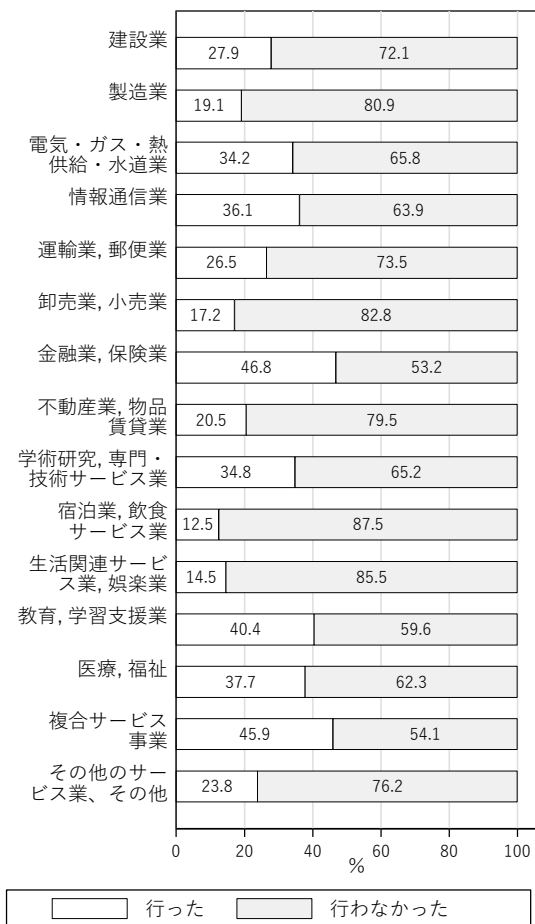 建設業
27.9 72.1
製造業
19.1 80.9
電気・ガス・熱
供給・水道業
34.2 65.8
情報通信業
36.1 63.9
運輸業, 郵便業
26.5 73.5
卸売業, 小売業
17.2 82.8
金融業, 保険業
46.8 53.2
不動産業, 物品
賃貸業
20.5 79.5
学術研究, 専門・
技術サービス業
34.8 65.2
宿泊業, 飲食
サービス業
12.5 87.5
生活関連サービ
ス業, 娯楽業
14.5 85.5
教育, 学習支援業
40.4 59.6
医療, 福祉
37.7 62.3
複合サービス
事業
45.9 54.1
その他のサー
ビス業、その他
23.8 76.2
0 20 40 60 80 100
%
行った 行わなかった